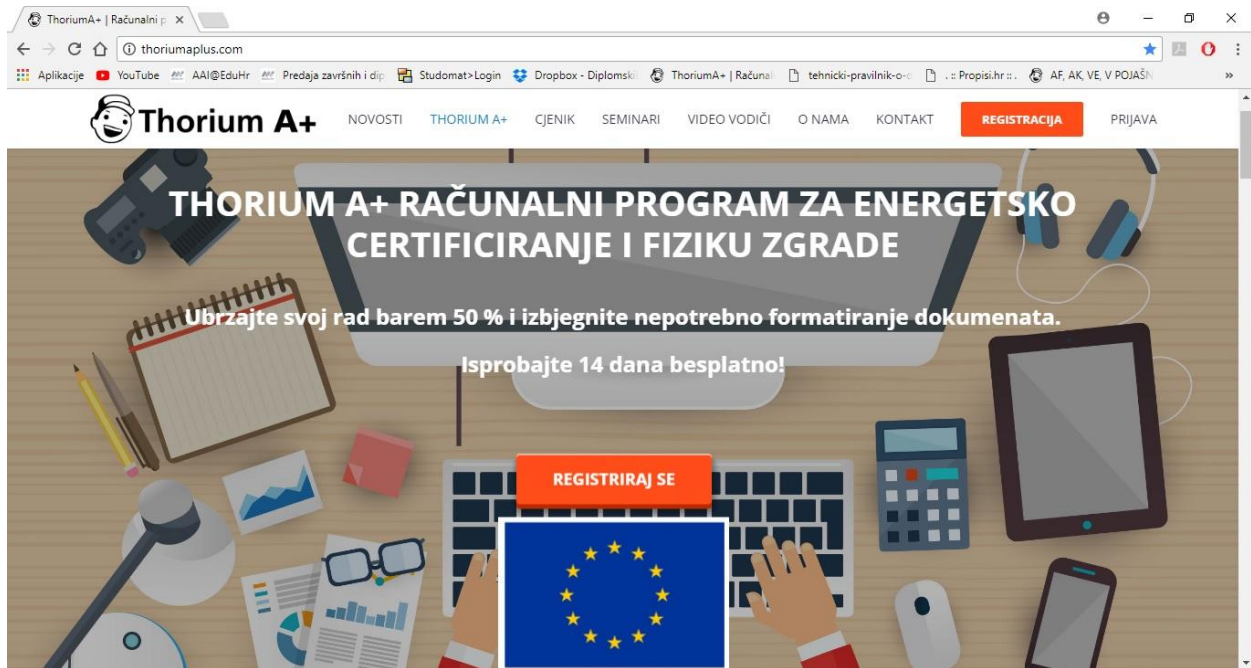 ThoriumA+ | Računalni p
thoriumaplus.com
Aplikacije YouTube AAI@EduHr Predaja završnih i dip Studomat>Login Dropbox - Diplomski ThoriumA+ | Računal tehnicki-pravilnik-o-o .:: Propisi.hr ::. AF, AK, VE, V POJAŠN »
Thorium A+ NOVOSTI THORIUM A+ CJENIK SEMINARI VIDEO VODIČI O NAMA KONTAKT REGISTRACIJA PRIJAVA
THORIUM A+ RAČUNALNI PROGRAM ZA ENERGETSKO
CERTIFICIRANJE I FIZIKU ZGRADE
Ubrzajte svoj rad barem 50 % i izbjegnite nepotrebno formatiranje dokumenata.
Isprobajte 14 dana besplatno!
REGISTRIRAJ SE